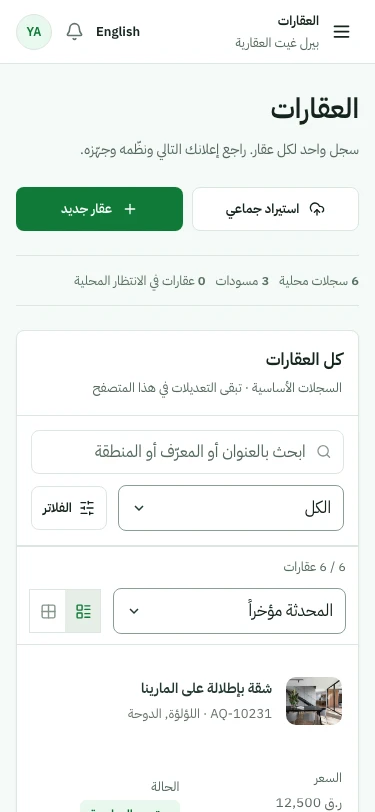 العقارات
بيرل غيت العقارية
English
YA
العقارات
سجل واحد لكل عقار. راجع إعلانك التالي ونظّمه وجهّزه.
استيراد جماعي
عقار جديد
6 سجلات محلية 3 مسودات 0 عقارات في الانتظار المحلية
كل العقارات
السجلات الأساسية · تبقى التعديلات في هذا المتصفح
ابحث بالعنوان أو المعرّف أو المنطقة
الكل
الفلاتر
6 / 6 عقارات
المحدثة مؤخراً
شقة بإطلالة على المارينا
AQ-10231 · اللؤلؤة, الدوحة
السعر
ر.ق 12,500
الحالة